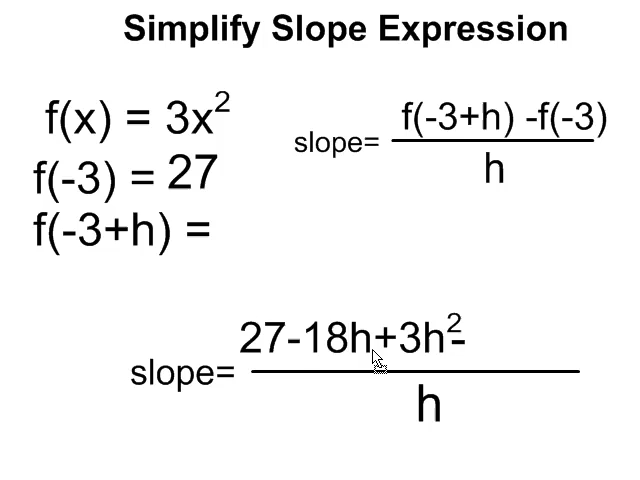 Simplify Slope Expression
f(x) = 3x²
f(-3) = 27
f(-3+h) =
slope= f(-3+h) -f(-3)
h
27-18h+3h²-
slope=
h